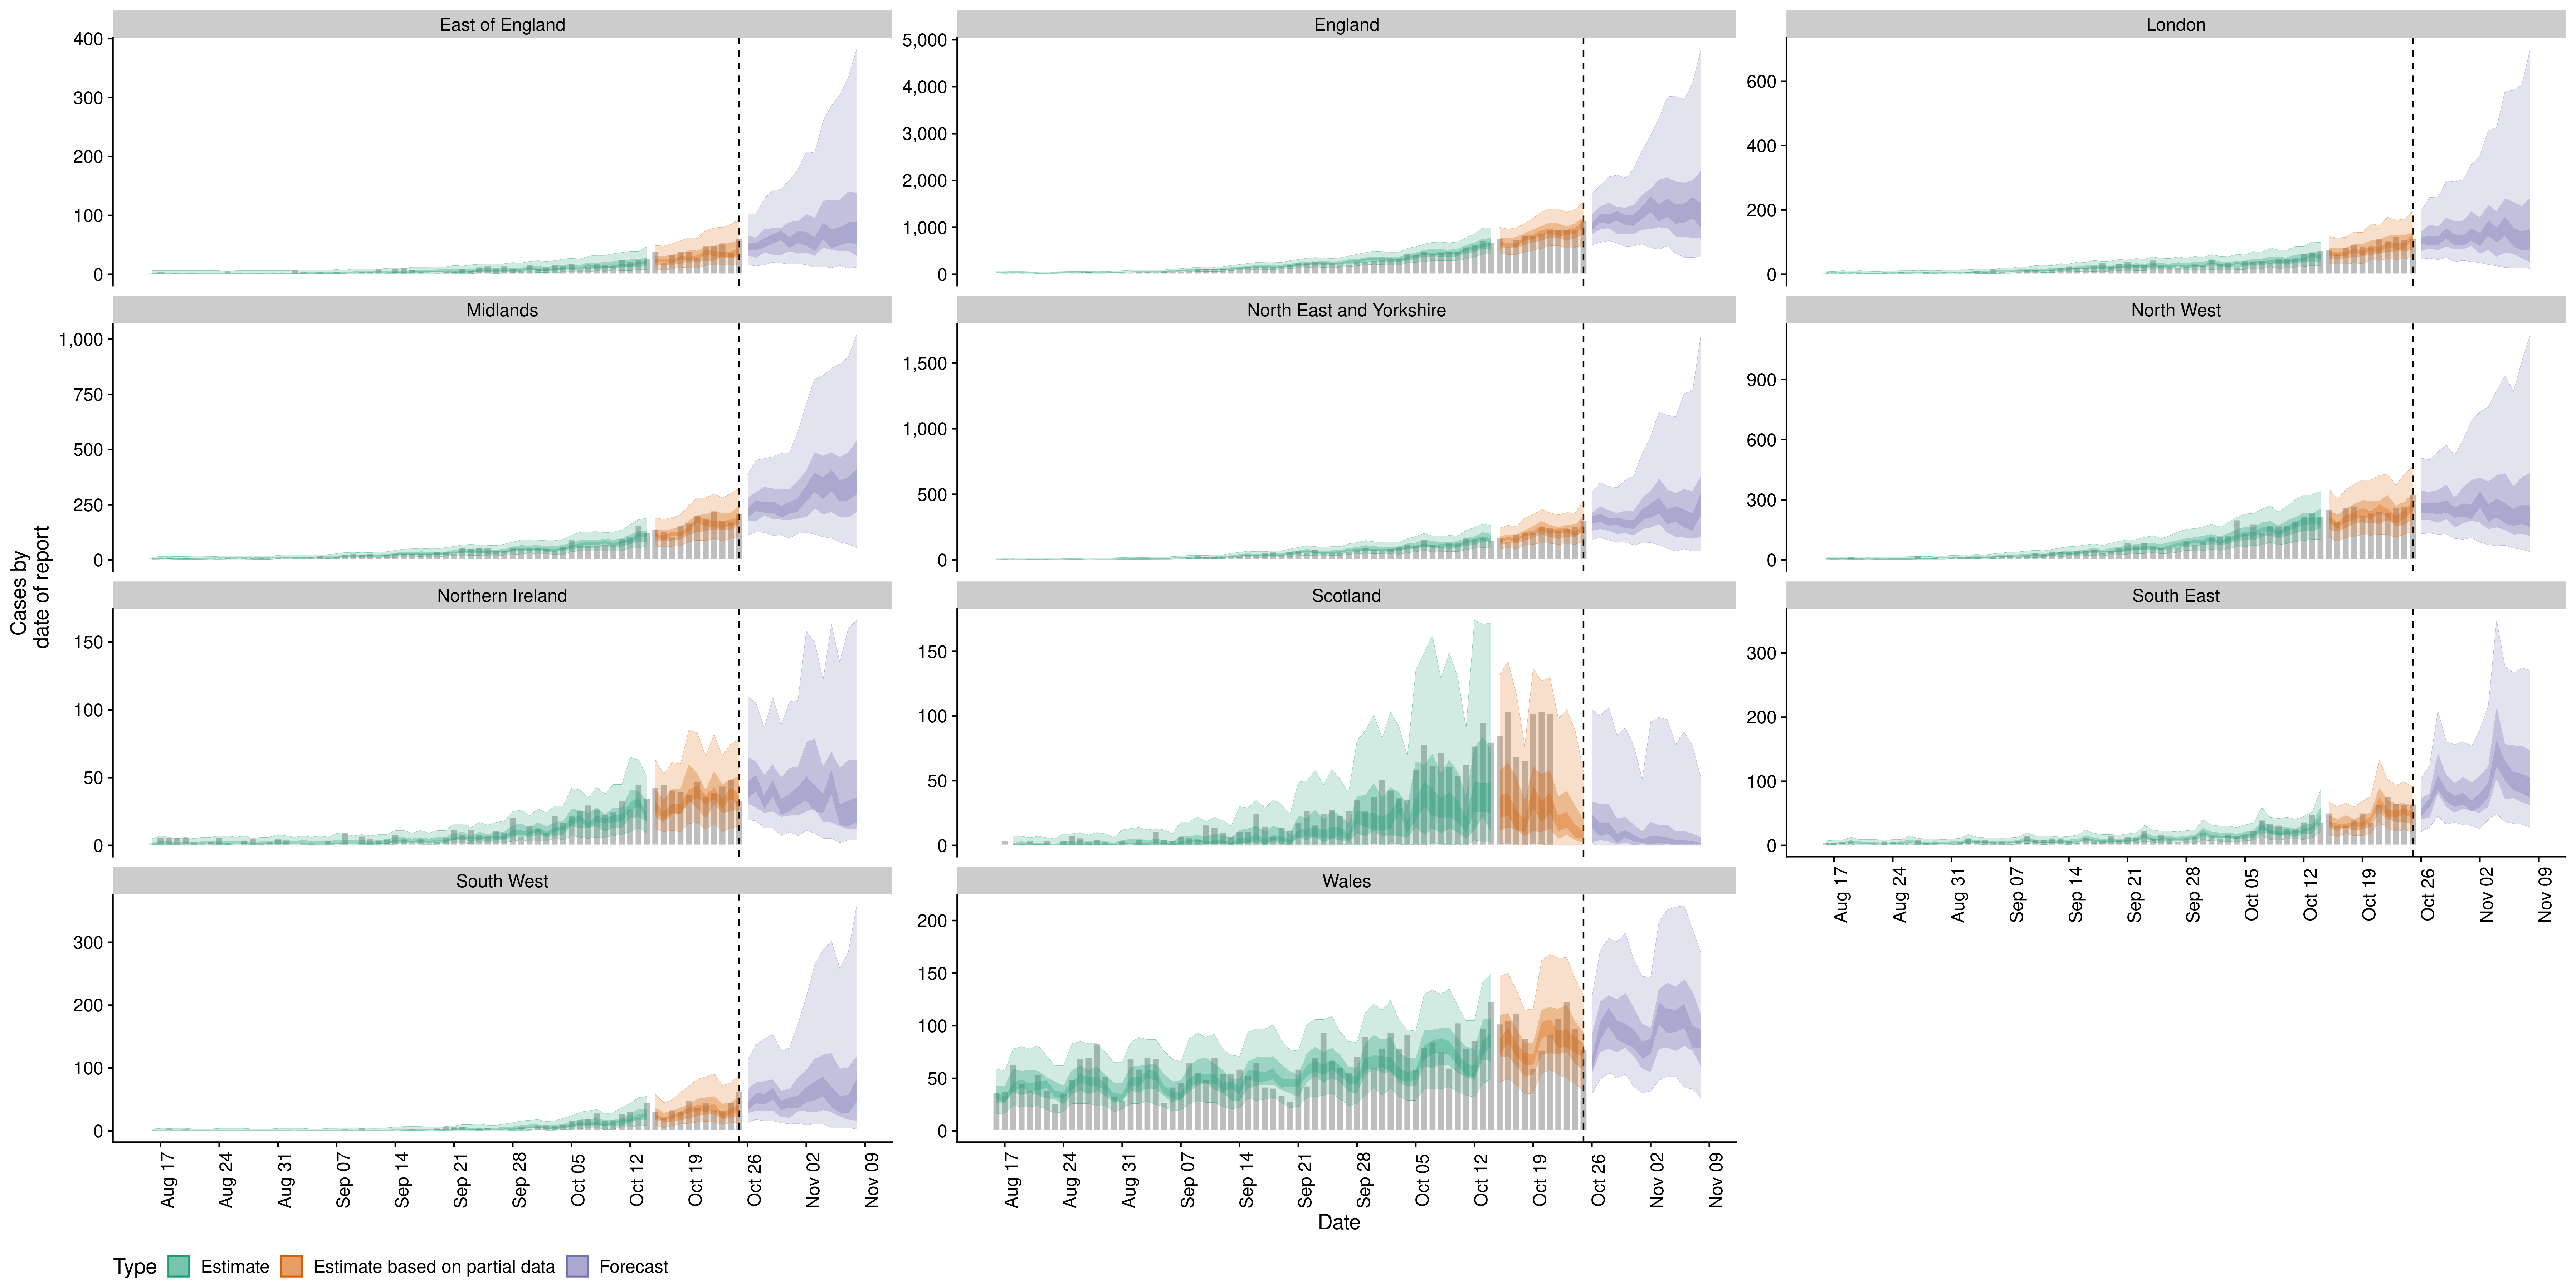 Cases by
date of report
East of England
400
300
200
100
0
England
5,000
4,000
3,000
2,000
1,000
0
London
600
400
200
0
Midlands
1,000
750
500
250
0
North East and Yorkshire
1,500
1,000
500
0
North West
900
600
300
0
Northern Ireland
150
100
50
0
Scotland
150
100
50
0
South East
300
200
100
0
Aug 17
Aug 24
Aug 31
Sep 07
Sep 14
Sep 21
Sep 28
Oct 05
Oct 12
Oct 19
Oct 26
Nov 02
Nov 09
South West
300
200
100
0
Aug 17
Aug 24
Aug 31
Sep 07
Sep 14
Sep 21
Sep 28
Oct 05
Oct 12
Oct 19
Oct 26
Nov 02
Nov 09
Wales
200
150
100
50
0
Aug 17
Aug 24
Aug 31
Sep 07
Sep 14
Sep 21
Sep 28
Oct 05
Oct 12
Oct 19
Oct 26
Nov 02
Nov 09
Date
Type Estimate Estimate based on partial data Forecast